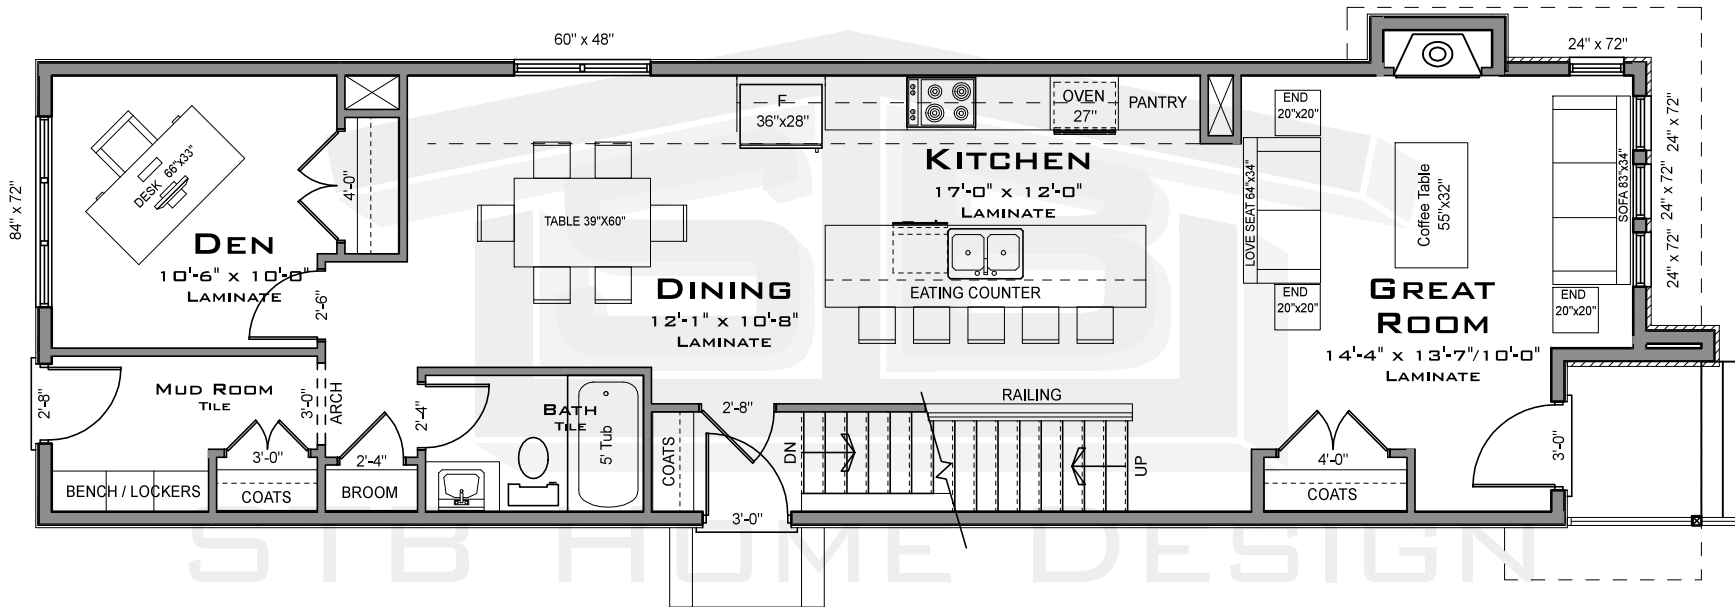 60" x 48"
24" x 72"
84" x 72"
DESK 66"x33"
4'-0"
DEN
10'-6" x 10'-0"
LAMINATE
2'-6"
TABLE 39"X60"
DINING
12'-1" x 10'-8"
LAMINATE
F
36"x28"
OVEN
27"
PANTRY
KITCHEN
17'-0" x 12'-0"
LAMINATE
EATING COUNTER
END
20"x20"
LOVE SEAT 64"x34"
END
20"x20"
Coffee Table
55"x32"
SOFA 83"x34"
END
20"x20"
24" x 72"
24" x 72"
24" x 72"
GREAT
ROOM
14'-4" x 13'-7"/10'-0"
LAMINATE
2'-8"
MUD ROOM
TILE
3'-0"
ARCH
BENCH / LOCKERS
3'-0"
COATS
2'-4"
BROOM
2'-4"
BATH
TILE
5' Tub
COATS
2'-8"
3'-0"
DN
RAILING
UP
4'-0"
COATS
3'-0"
STB HOME DESIGN